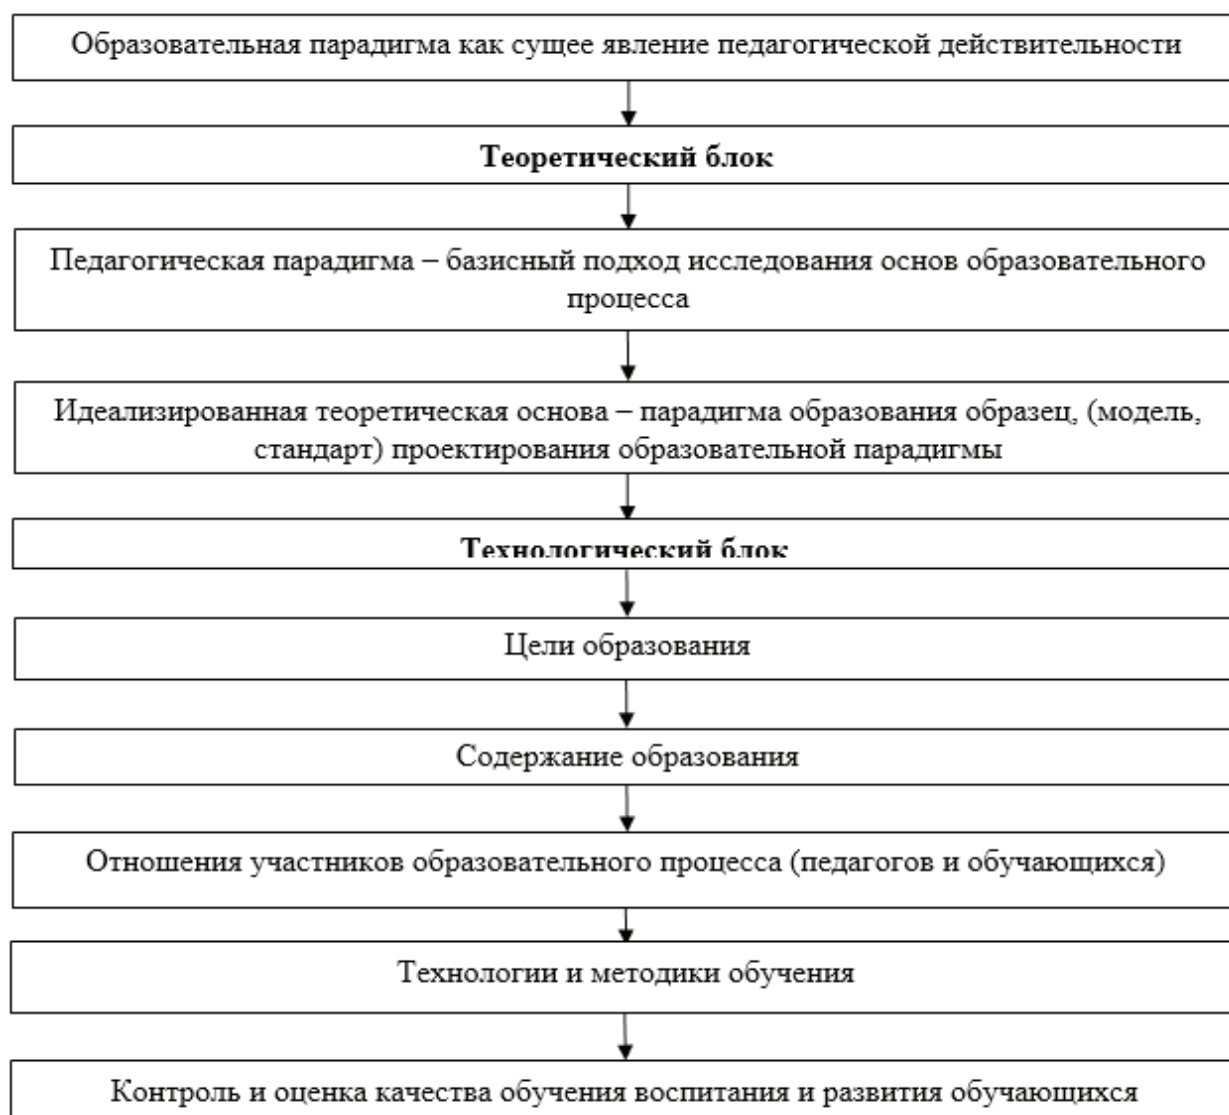 Образовательная парадигма как сущее явление педагогической действительности
Теоретический блок
Педагогическая парадигма – базисный подход исследования основ образовательного
процесса
Идеализированная теоретическая основа – парадигма образования образец, (модель,
стандарт) проектирования образовательной парадигмы
Технологический блок
Цели образования
Содержание образования
Отношения участников образовательного процесса (педагогов и обучающихся)
Технологии и методики обучения
Контроль и оценка качества обучения воспитания и развития обучающихся